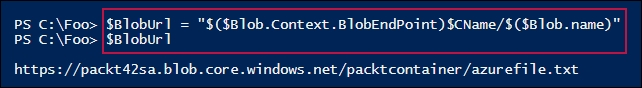 PS C:\Foo> $BlobUrl = "$($Blob.Context.BlobEndPoint)$CName/$($Blob.name)"
PS C:\Foo> $BlobUrl
https://packt42sa.blob.core.windows.net/packtcontainer/azurefile.txt